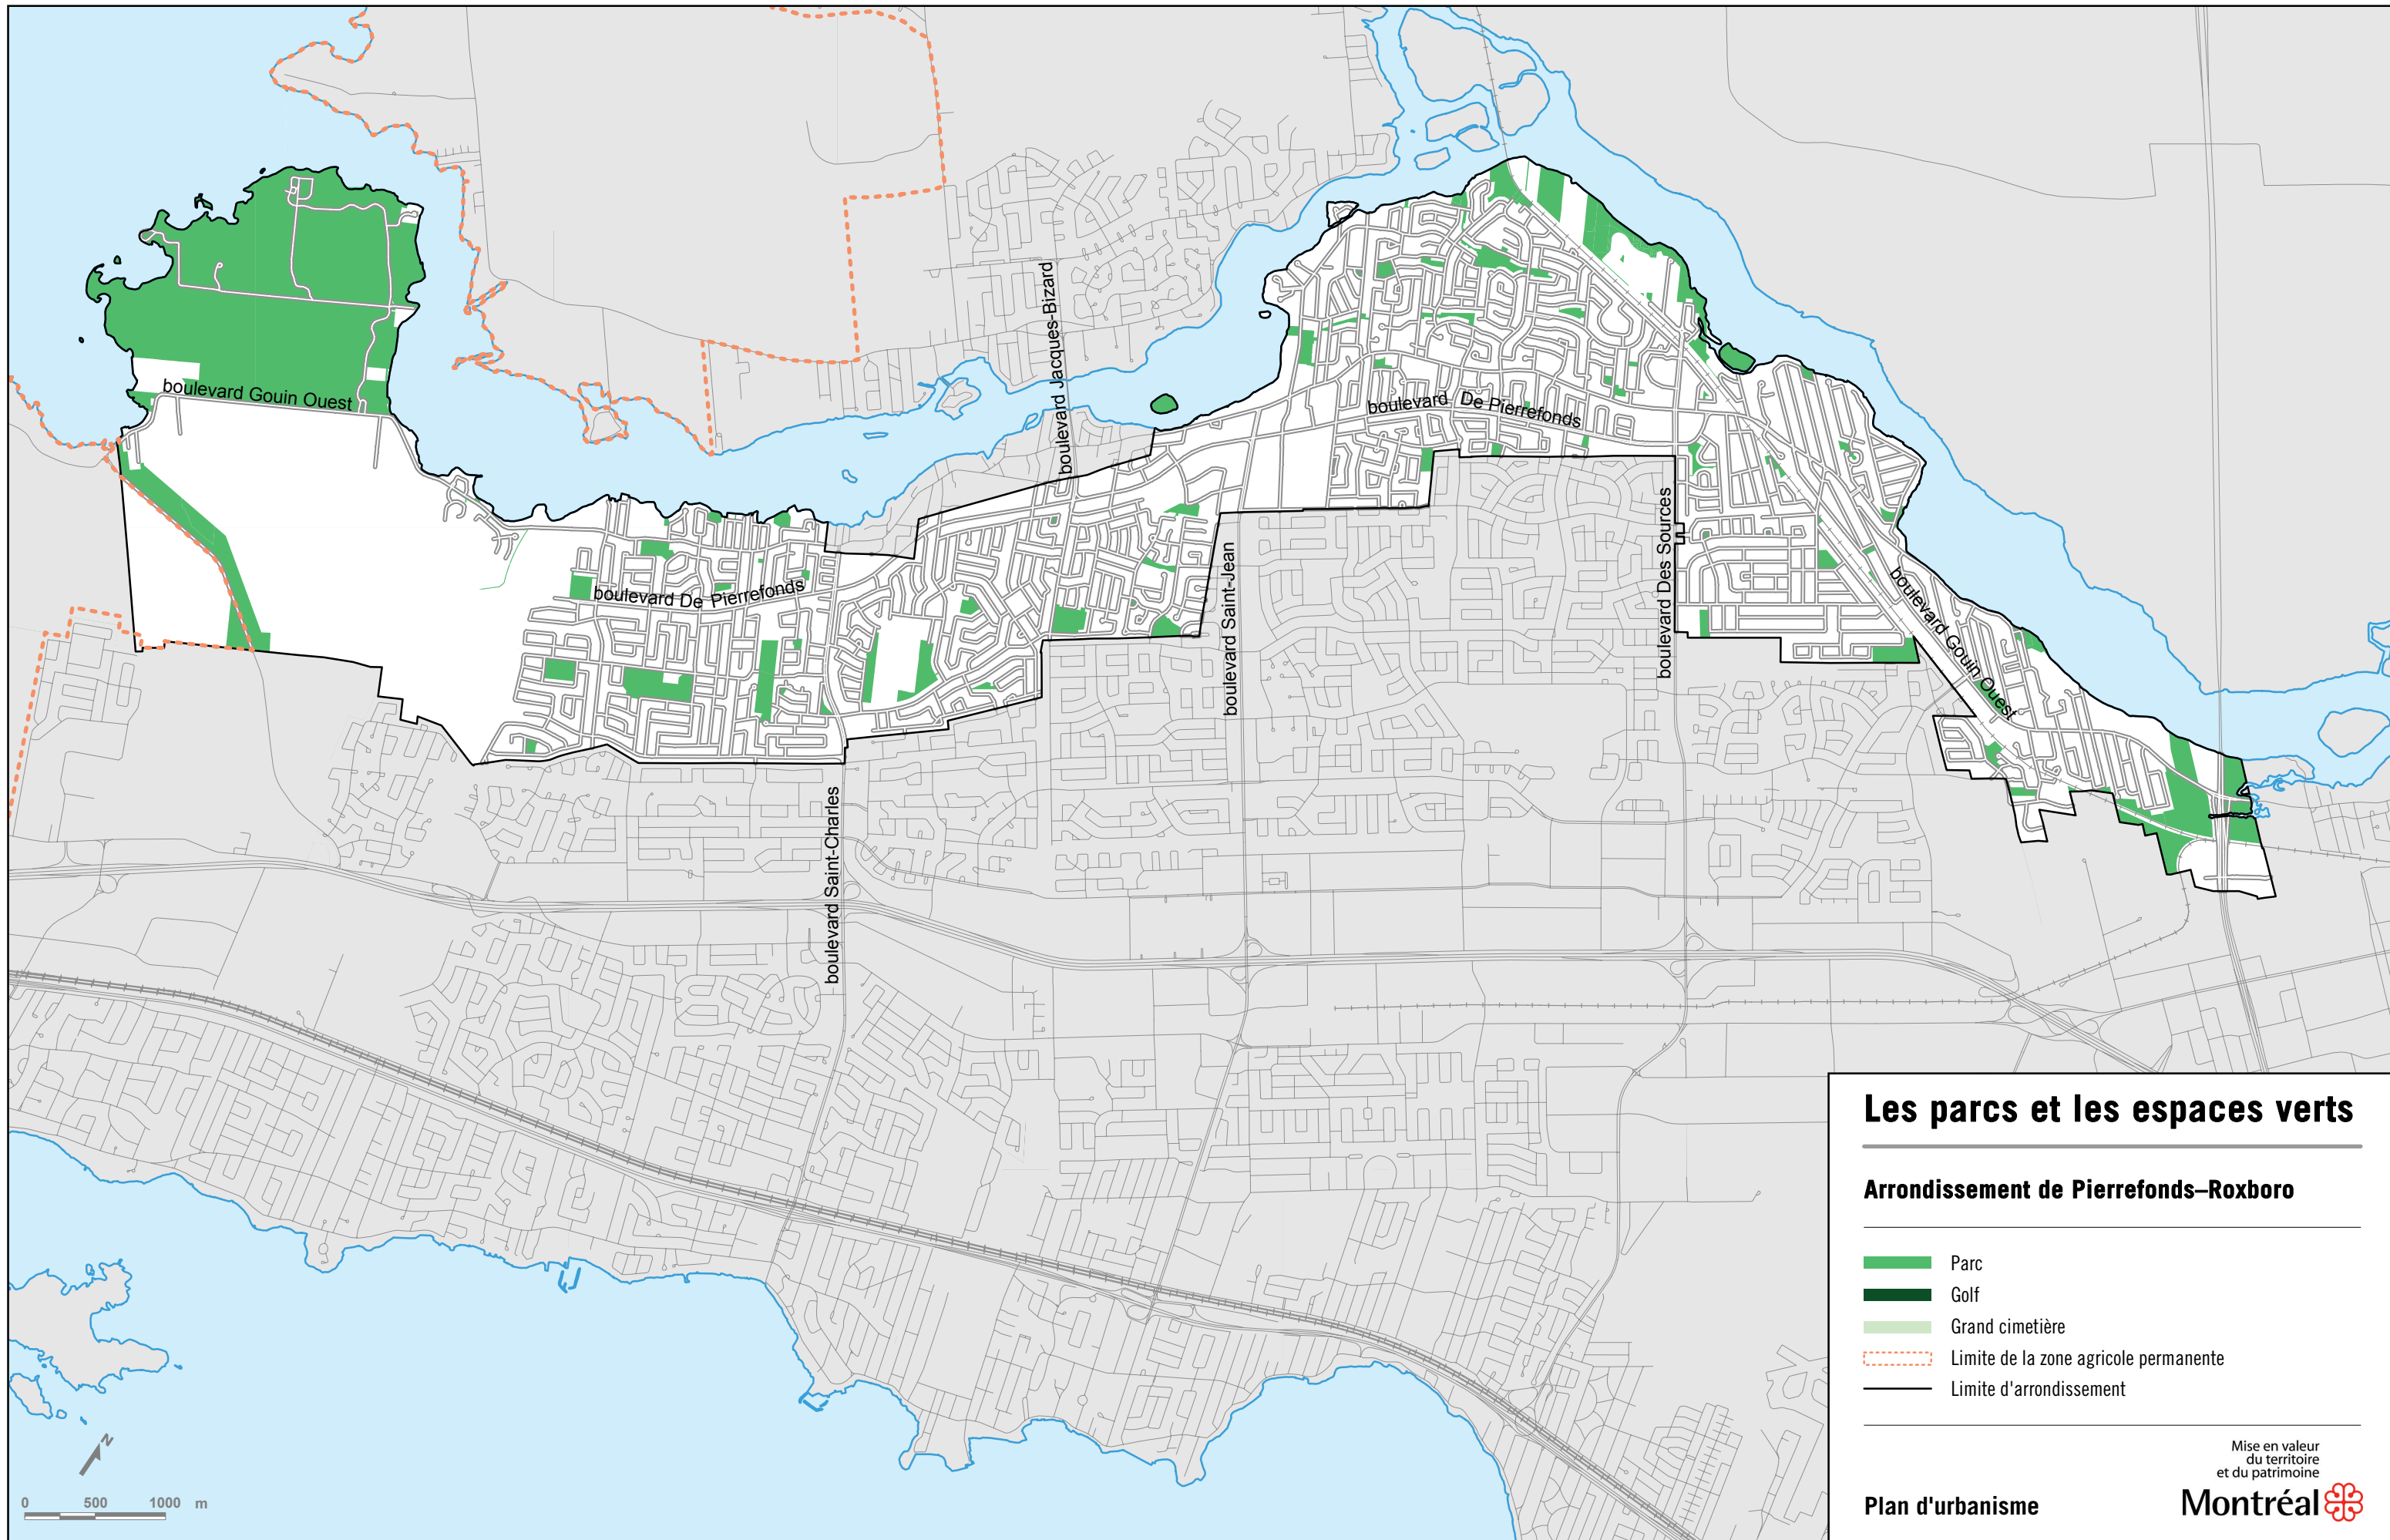 boulevard Gouin Ouest
boulevard Jacques-Bizard
boulevard De Pierrefonds
boulevard De Pierrefonds
boulevard Saint-Jean
boulevard Des Sources
boulevard Gouin Ouest
boulevard Saint-Charles
Les parcs et les espaces verts
Arrondissement de Pierrefonds–Roxboro
Parc
Golf
Grand cimetière
Limite de la zone agricole permanente
Limite d'arrondissement
N
0 500 1000 m
Mise en valeur
du territoire
et du patrimoine
Plan d'urbanisme
Montréal